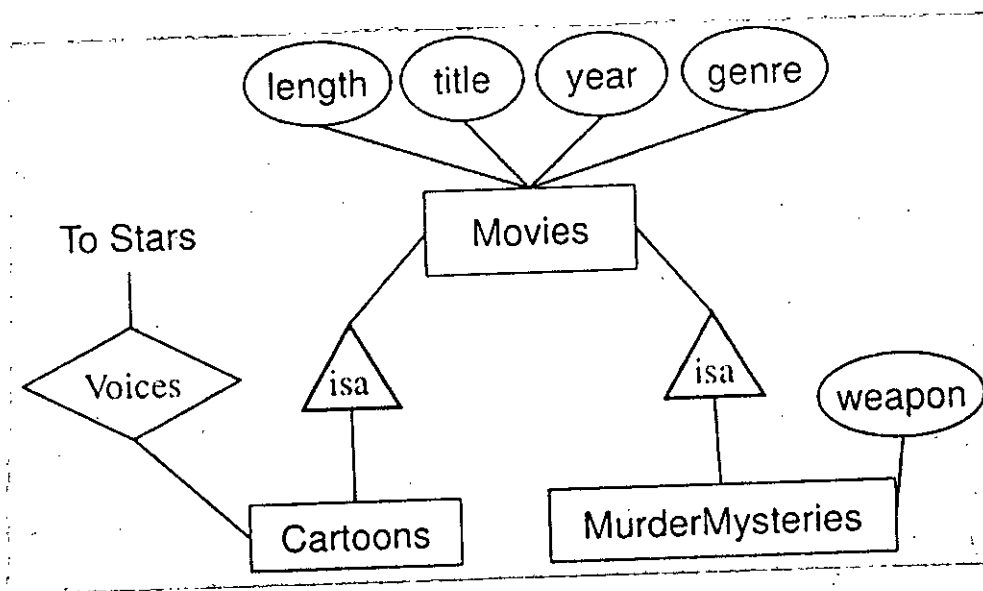 length title year genre
Movies
To Stars
Voices
isa
isa
weapon
Cartoons
MurderMysteries